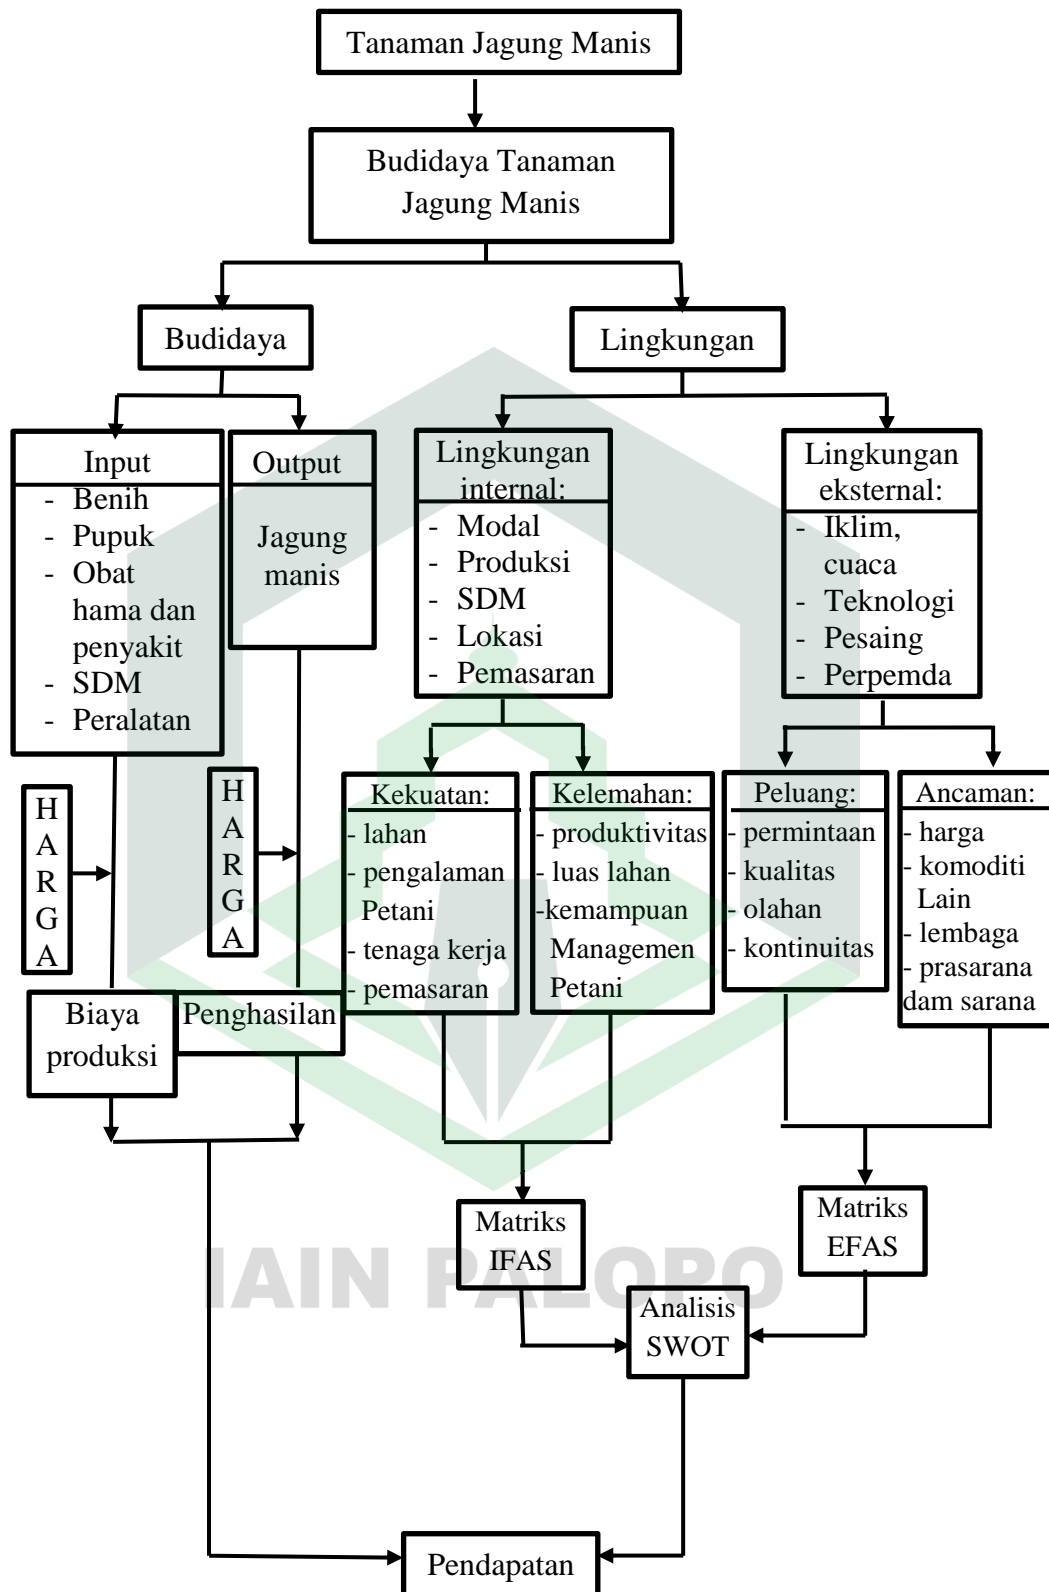 Tanaman Jagung Manis
Budidaya Tanaman
Jagung Manis
Budidaya
Lingkungan
Input
- Benih
- Pupuk
- Obat
hama dan
penyakit
- SDM
- Peralatan
Output
Jagung
manis
Lingkungan
internal:
- Modal
- Produksi
- SDM
- Lokasi
- Pemasaran
Lingkungan
eksternal:
- Iklim,
cuaca
- Teknologi
- Pesaing
- Perpemda
H
A
R
G
A
H
A
R
G
A
Kekuatan:
- lahan
- pengalaman
Petani
- tenaga kerja
- pemasaran
Kelemahan:
- produktivitas
- luas lahan
-kemampuan
Managemen
Petani
Peluang:
- permintaan
- kualitas
- olahan
- kontinuitas
Ancaman:
- harga
- komoditi
Lain
- lembaga
- prasarana
dam sarana
Biaya
produksi
Penghasilan
Matriks
IFAS
Matriks
EFAS
IAIN PALOPO
Analisis
SWOT
Pendapatan